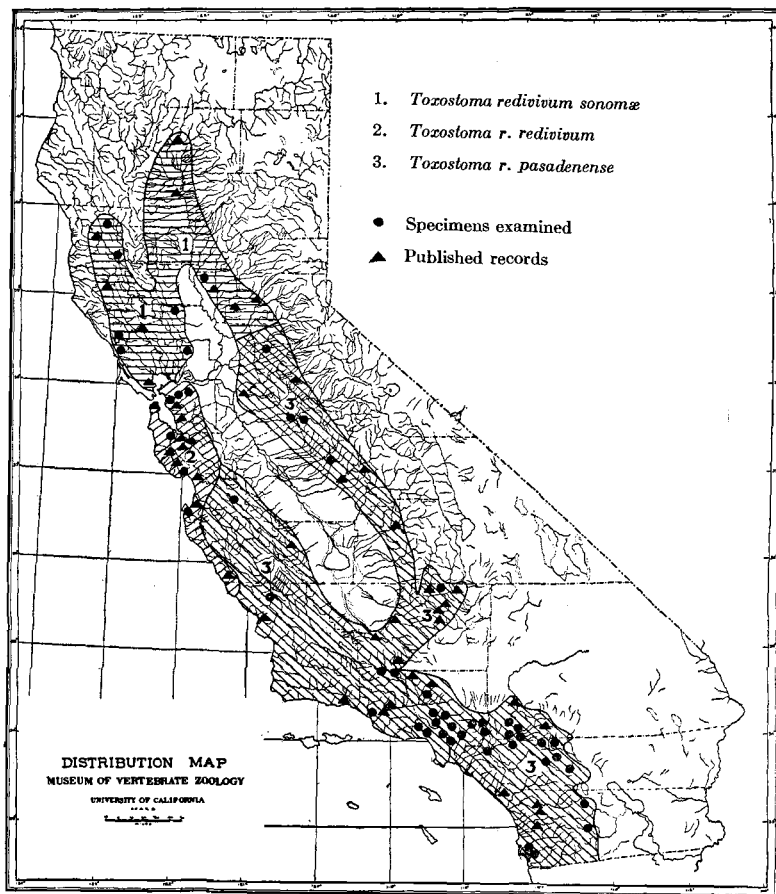 1. Toxostoma redivivum sonomæ
2. Toxostoma r. redivivum
3. Toxostoma r. pasadenense
Specimens examined
Published records
1
1
3
2
3
3
3
DISTRIBUTION MAP
MUSEUM OF VERTEBRATE ZOOLOGY
UNIVERSITY OF CALIFORNIA